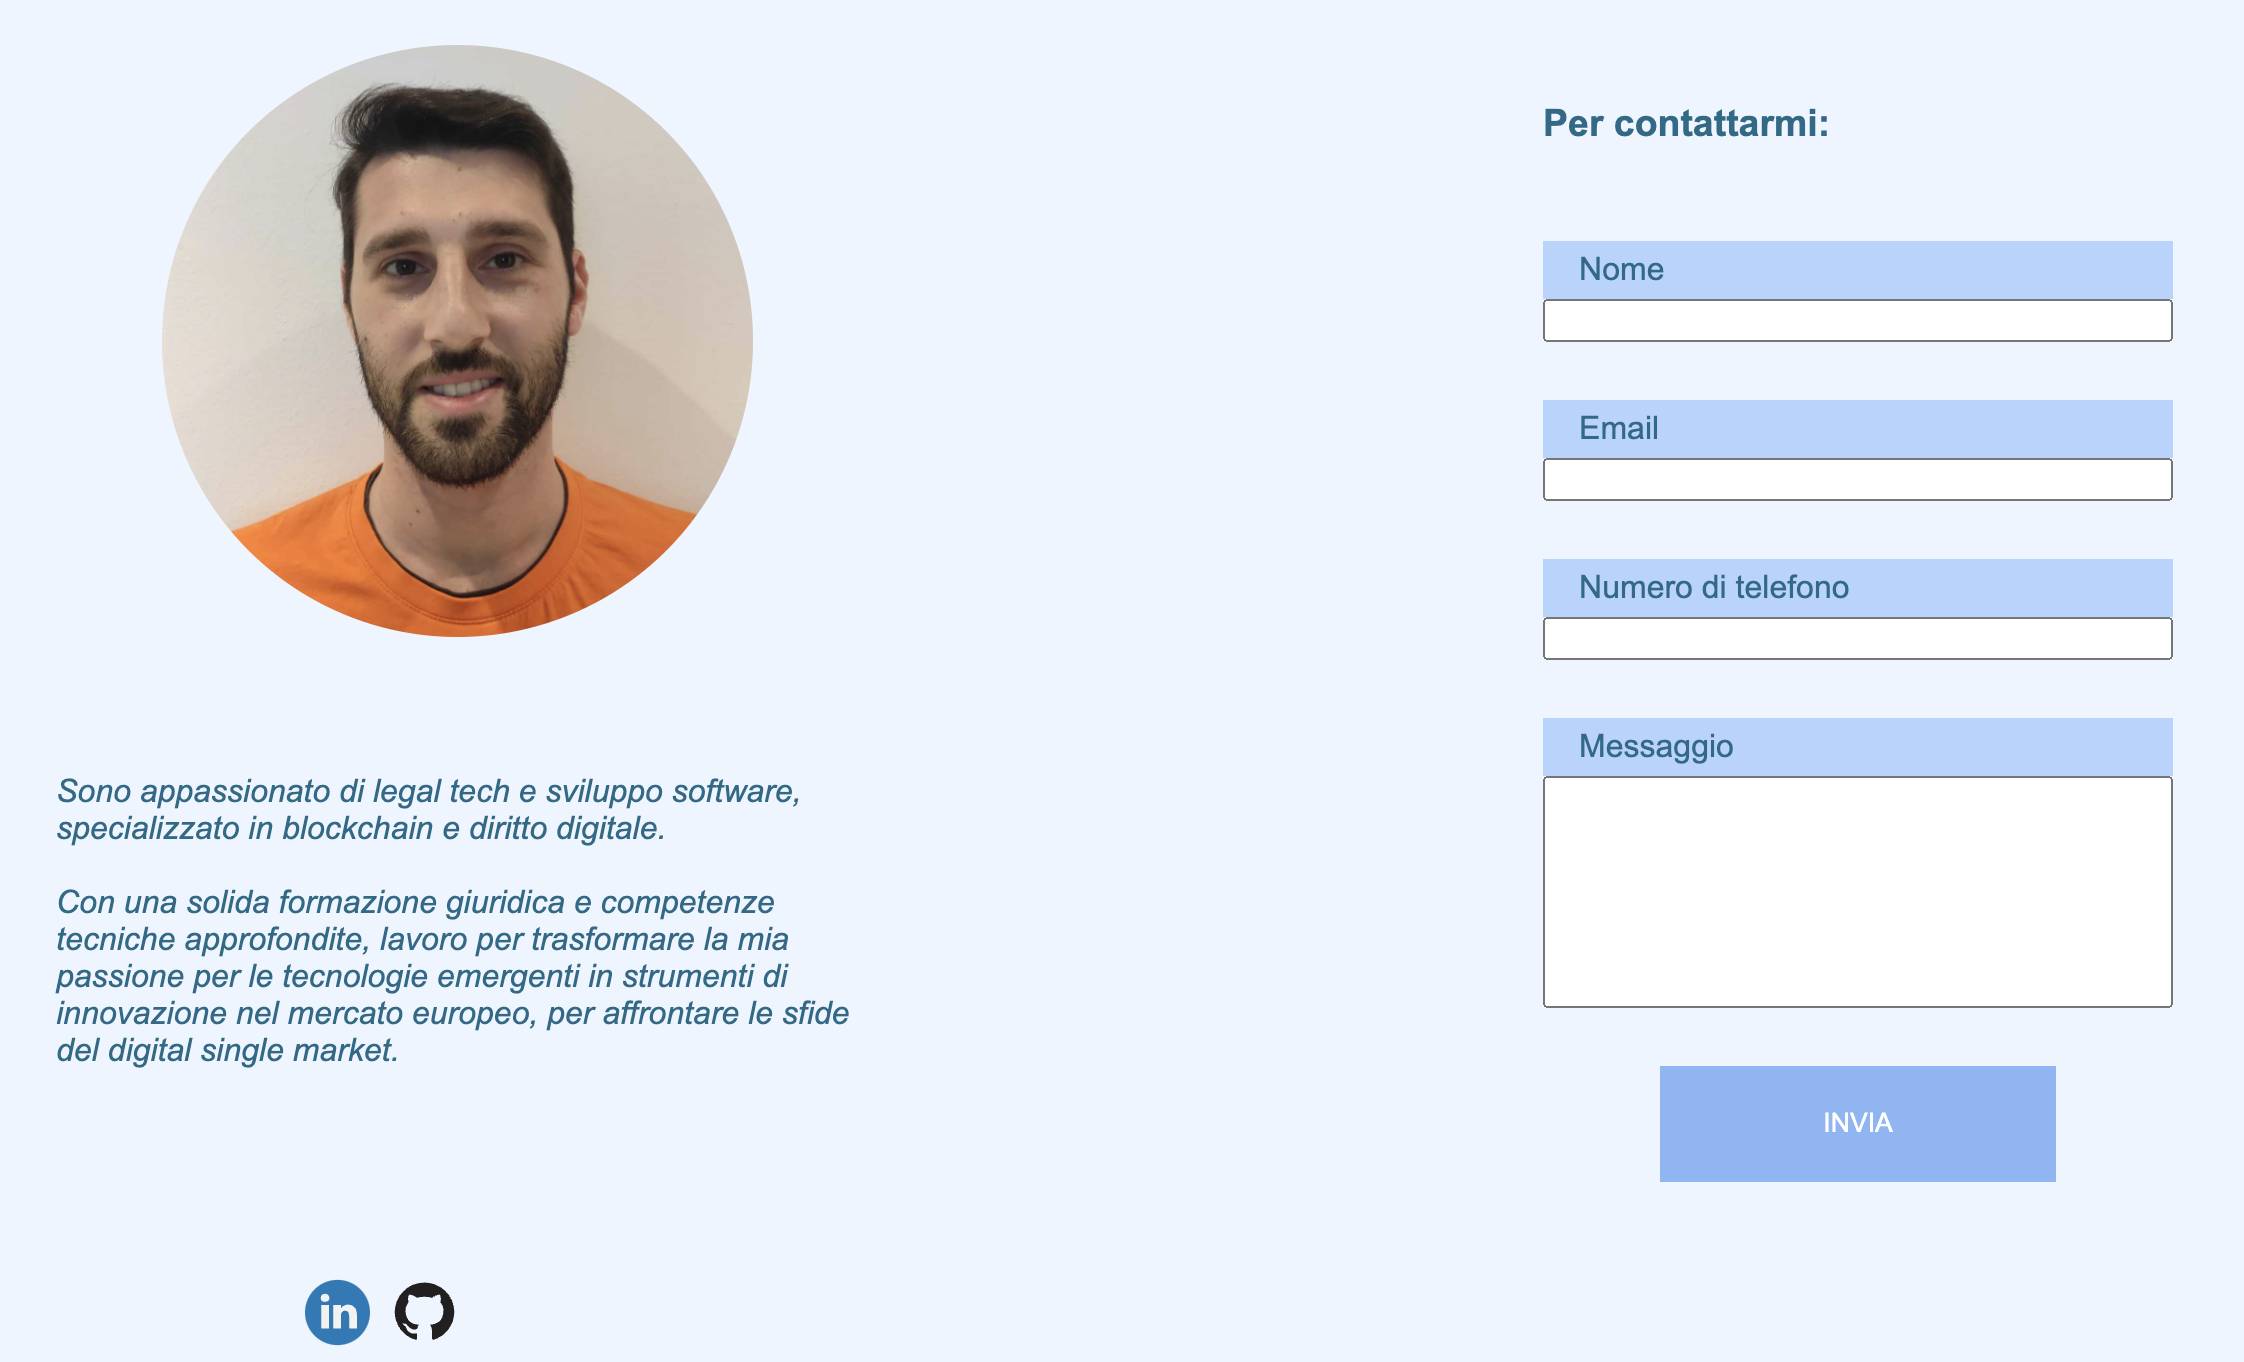 Sono appassionato di legal tech e sviluppo software,
specializzato in blockchain e diritto digitale.
Con una solida formazione giuridica e competenze
tecniche approfondite, lavoro per trasformare la mia
passione per le tecnologie emergenti in strumenti di
innovazione nel mercato europeo, per affrontare le sfide
del digital single market.
in
Per contattarmi:
Nome
Email
Numero di telefono
Messaggio
INVIA